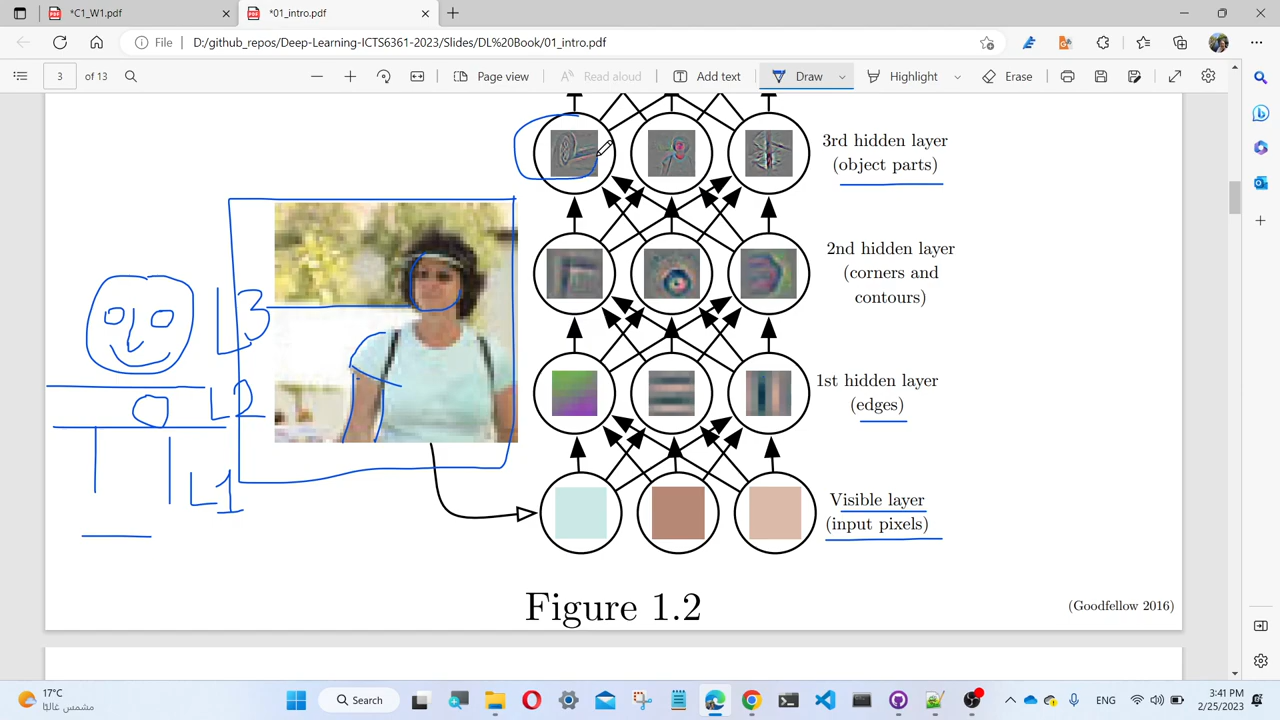 *C1_W1.pdf
*01_intro.pdf
File
D:/github_repos/Deep-Learning-ICTS6361-2023/Slides/DL%20Book/01_intro.pdf
3 of 13
Page view
Read aloud
Add text
Draw
Highlight
Erase
3rd hidden layer
(object parts)
2nd hidden layer
(corners and
contours)
L3
1st hidden layer
(edges)
L2
L1
Visible layer
(input pixels)
Figure 1.2
(Goodfellow 2016)
17°C
مشمس غالبًا
Search
ENG
3:41 PM
2/25/2023